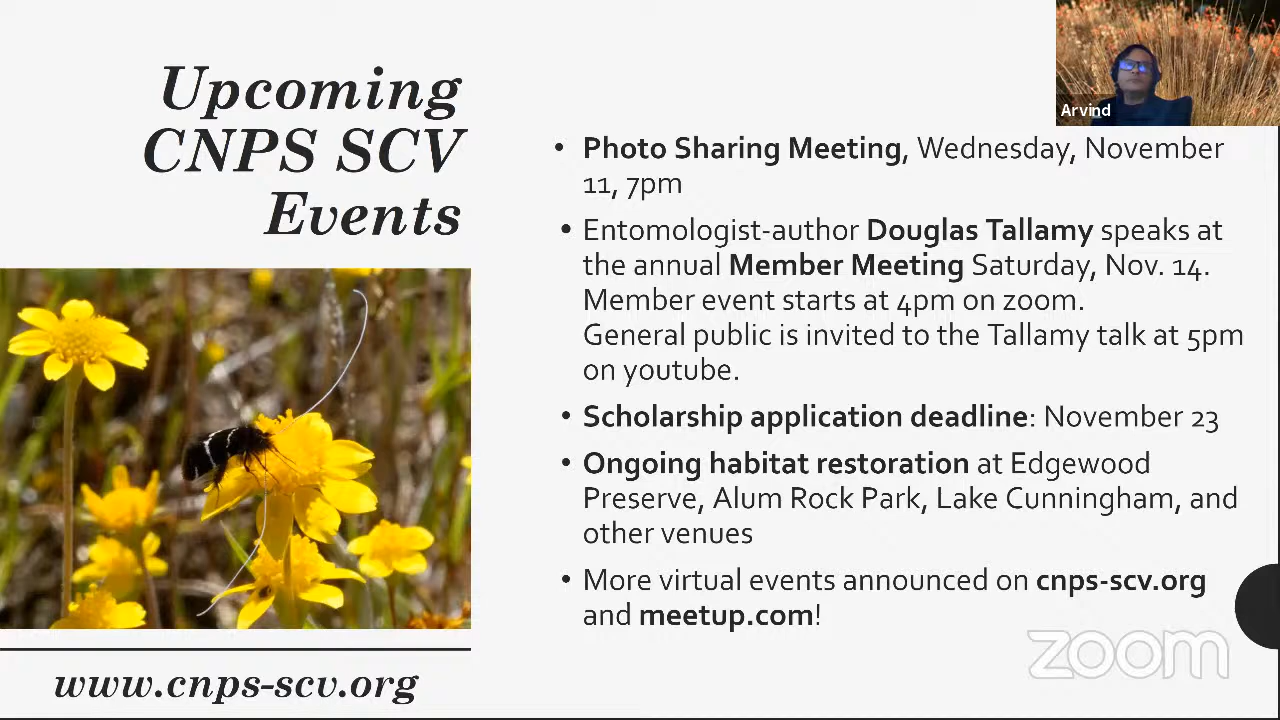 Upcoming
CNPS SCV
Events
Arvind
• Photo Sharing Meeting, Wednesday, November
11, 7pm
• Entomologist-author Douglas Tallamy speaks at
the annual Member Meeting Saturday, Nov. 14.
Member event starts at 4pm on zoom.
General public is invited to the Tallamy talk at 5pm
on youtube.
• Scholarship application deadline: November 23
• Ongoing habitat restoration at Edgewood
Preserve, Alum Rock Park, Lake Cunningham, and
other venues
• More virtual events announced on cnps-scv.org
and meetup.com!
zoom
www.cnps-scv.org